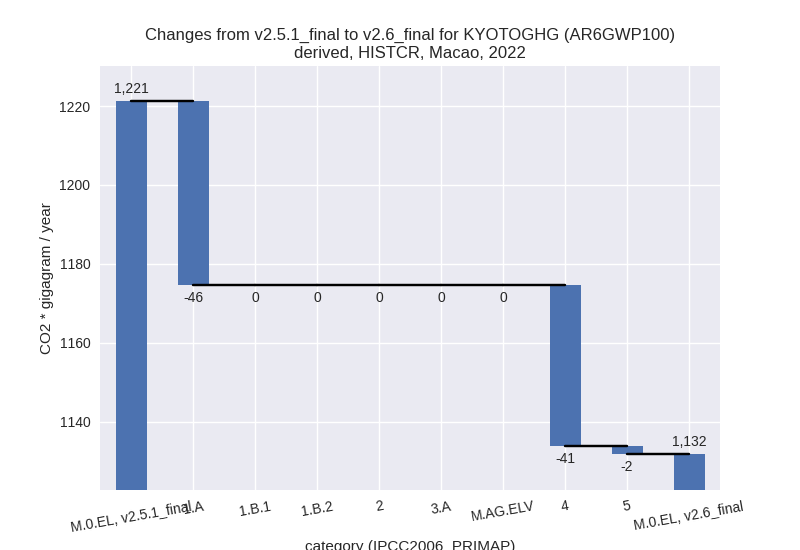 Changes from v2.5.1_final to v2.6_final for KYOTOGHG (AR6GWP100)
derived, HISTCR, Macao, 2022
1,221
1220
1200
1180
1160
1140
CO2 * gigagram / year
-46
0
0
0
0
0
-41
-2
1,132
M.0.EL, v2.5.1_final
1.A
1.B.1
1.B.2
2
3.A
M.AG.ELV
4
5
M.0.EL, v2.6_final
category (IPCC2006_PRIMAP)